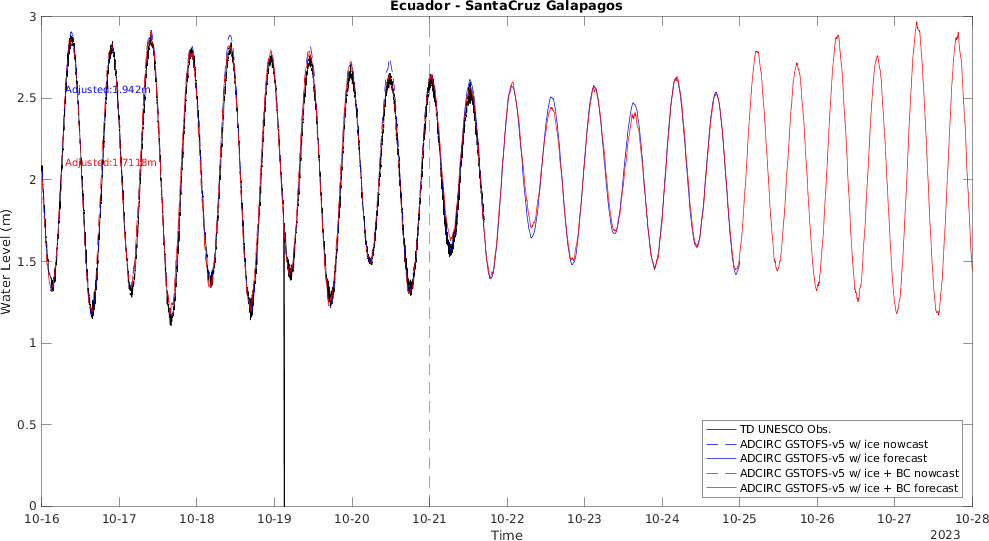 Ecuador - SantaCruz Galapagos
Water Level (m)
3
2.5
2
1.5
1
0.5
0
Adjusted:1.942m
Adjusted:1.7118m
TD UNESCO Obs.
ADCIRC GSTOFS-v5 w/ ice nowcast
ADCIRC GSTOFS-v5 w/ ice forecast
ADCIRC GSTOFS-v5 w/ ice + BC nowcast
ADCIRC GSTOFS-v5 w/ ice + BC forecast
10-16 10-17 10-18 10-19 10-20 10-21 10-22 10-23 10-24 10-25 10-26 10-27 10-28
Time
2023